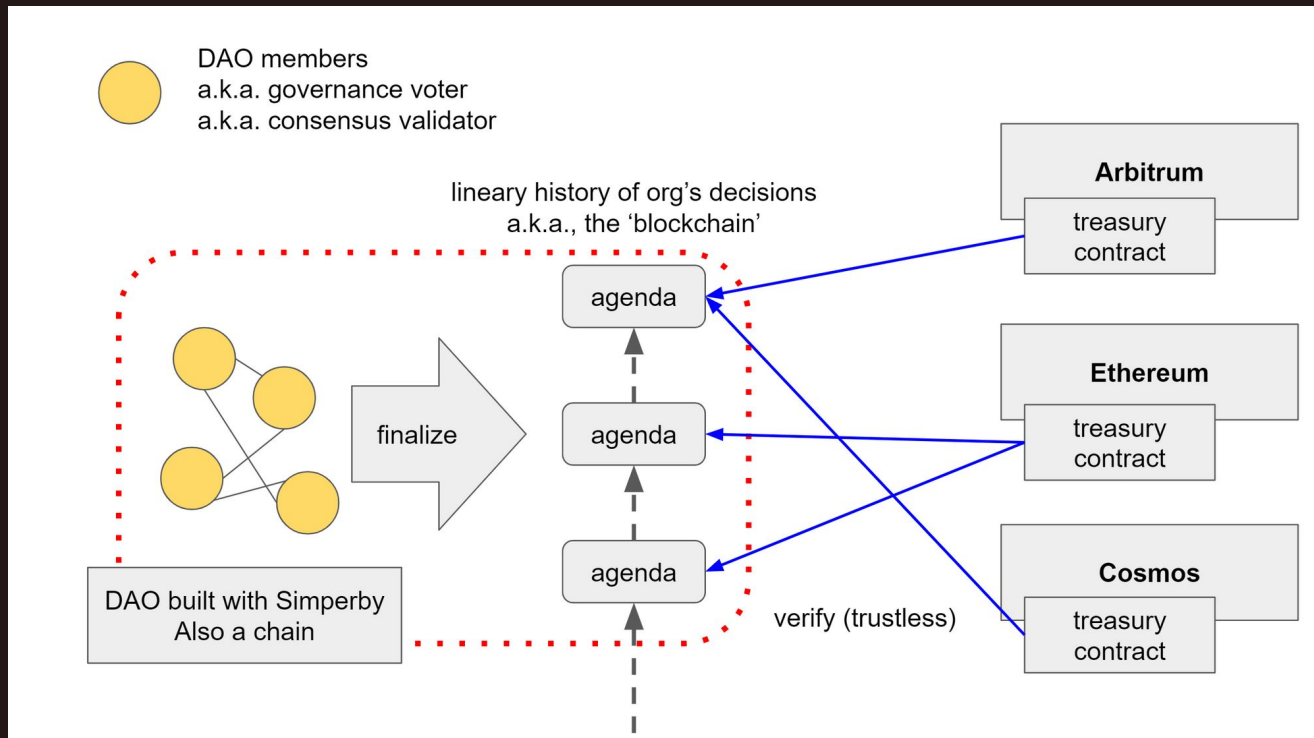 DAO members
a.k.a. governance voter
a.k.a. consensus validator
lineary history of org’s decisions
a.k.a., the ‘blockchain’
Arbitrum
treasury
contract
agenda
Ethereum
treasury
contract
finalize
agenda
agenda
Cosmos
treasury
contract
DAO built with Simperby
Also a chain
verify (trustless)